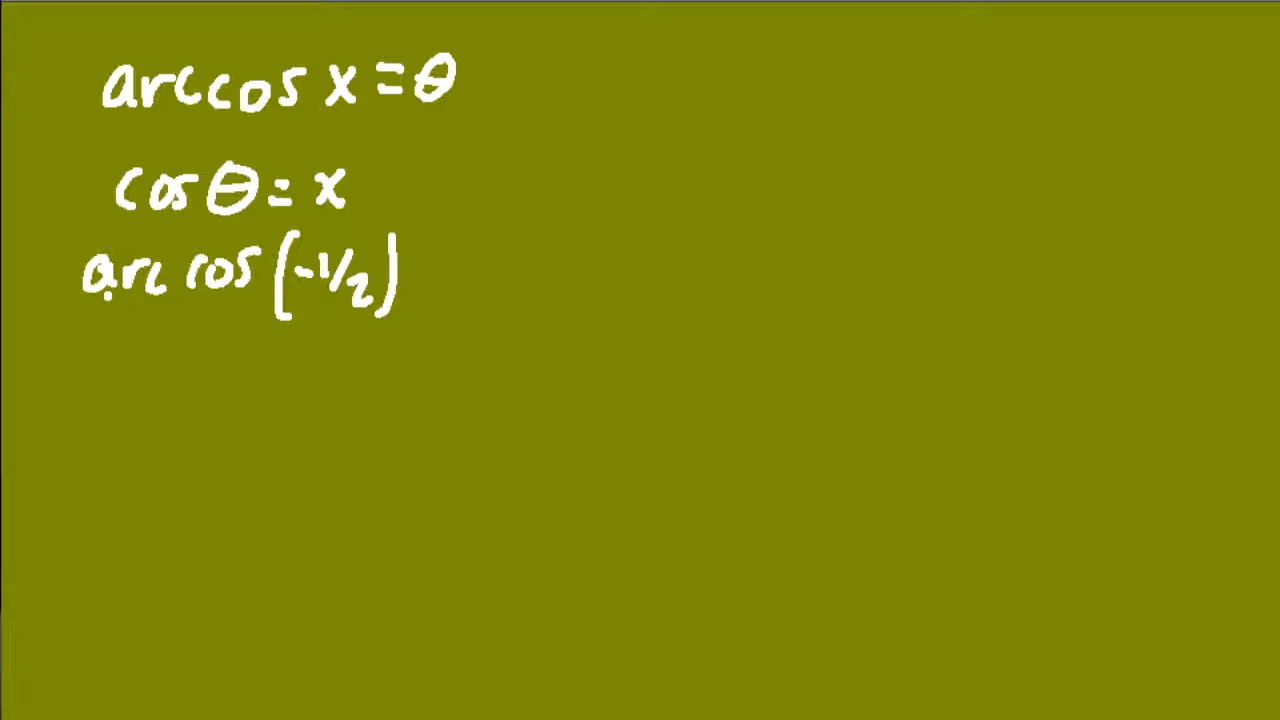 arccos x = θ
cos θ = x
arc cos (-1/2)